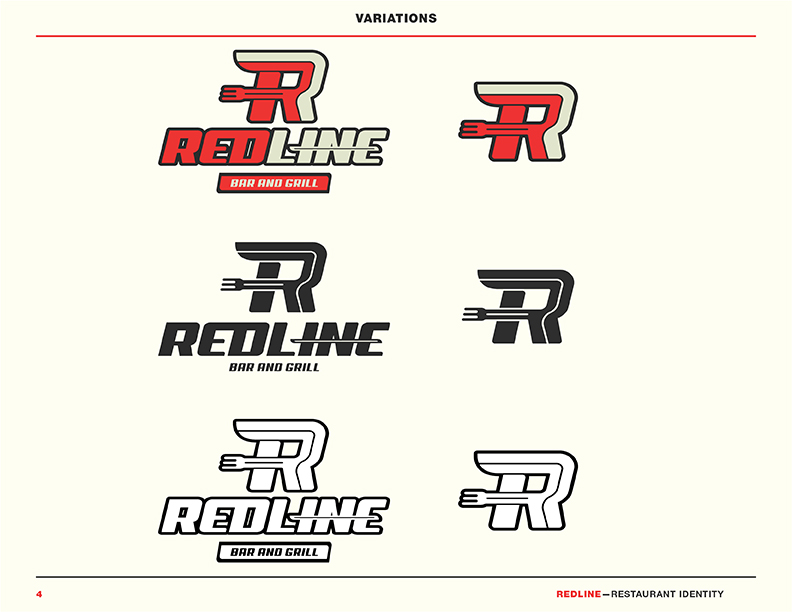 VARIATIONS
R
R
REDLINE
BAR AND GRILL
R
R
REDLINE
BAR AND GRILL
R
R
REDLINE
BAR AND GRILL
4
REDLINE—RESTAURANT IDENTITY